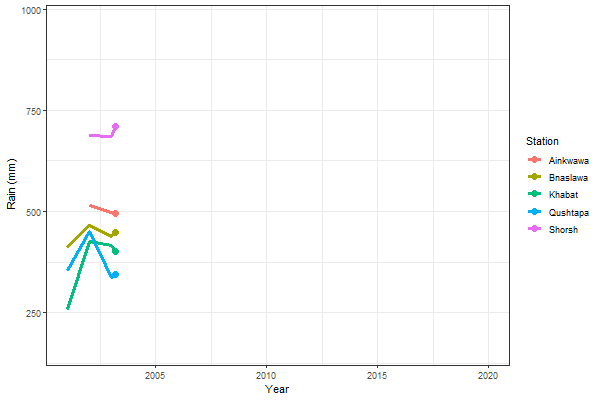 1000
750
500
250
Rain (mm)
2005 2010 2015 2020
Year
Station
Ainkwawa
Bnaslawa
Khabat
Qushtapa
Shorsh